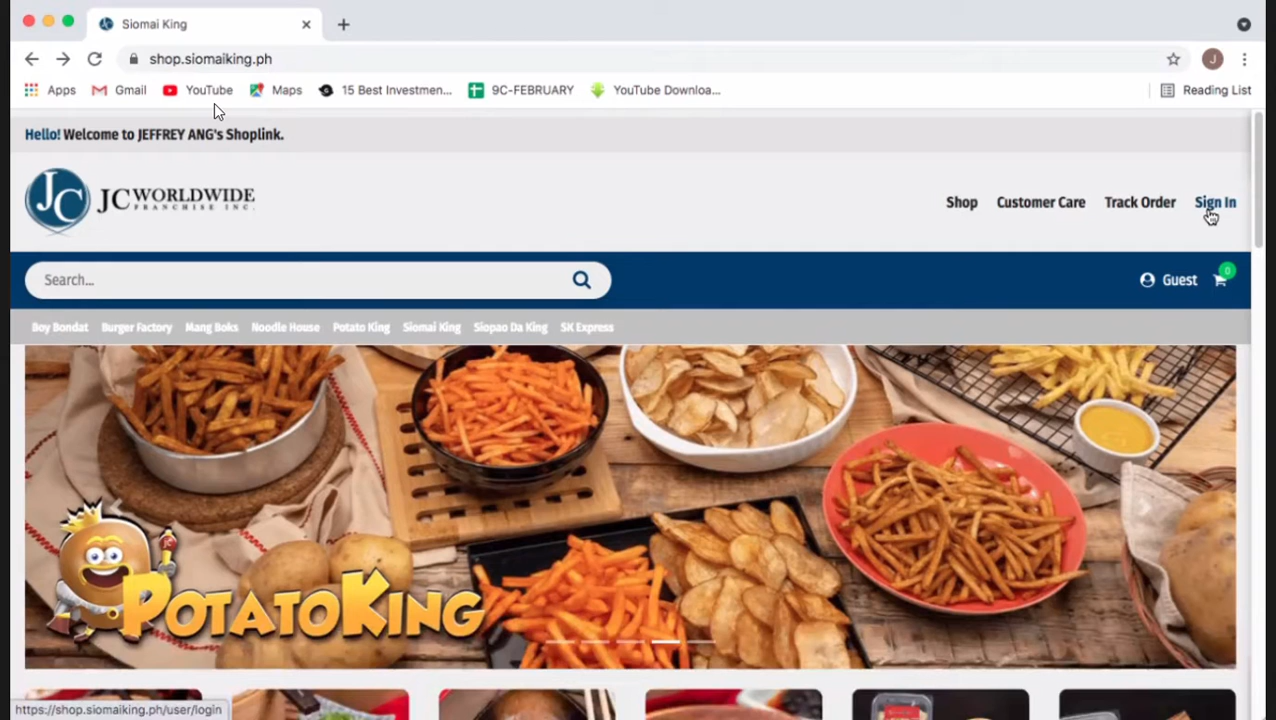 Siomai King
shop.siomaiking.ph
J
Apps Gmail YouTube Maps 15 Best Investmen... 9C-FEBRUARY YouTube Downloa... Reading List
Hello! Welcome to JEFFREY ANG's Shoplink.
JC JC WORLDWIDE
FRANCHISE INC.
Shop Customer Care Track Order Sign In
Search... Guest 0
Boy Bondat Burger Factory Mang Boks Noodle House Potato King Siomai King Siopao Da King SK Express
POTATOKING
https://shop.siomaiking.ph/user/login